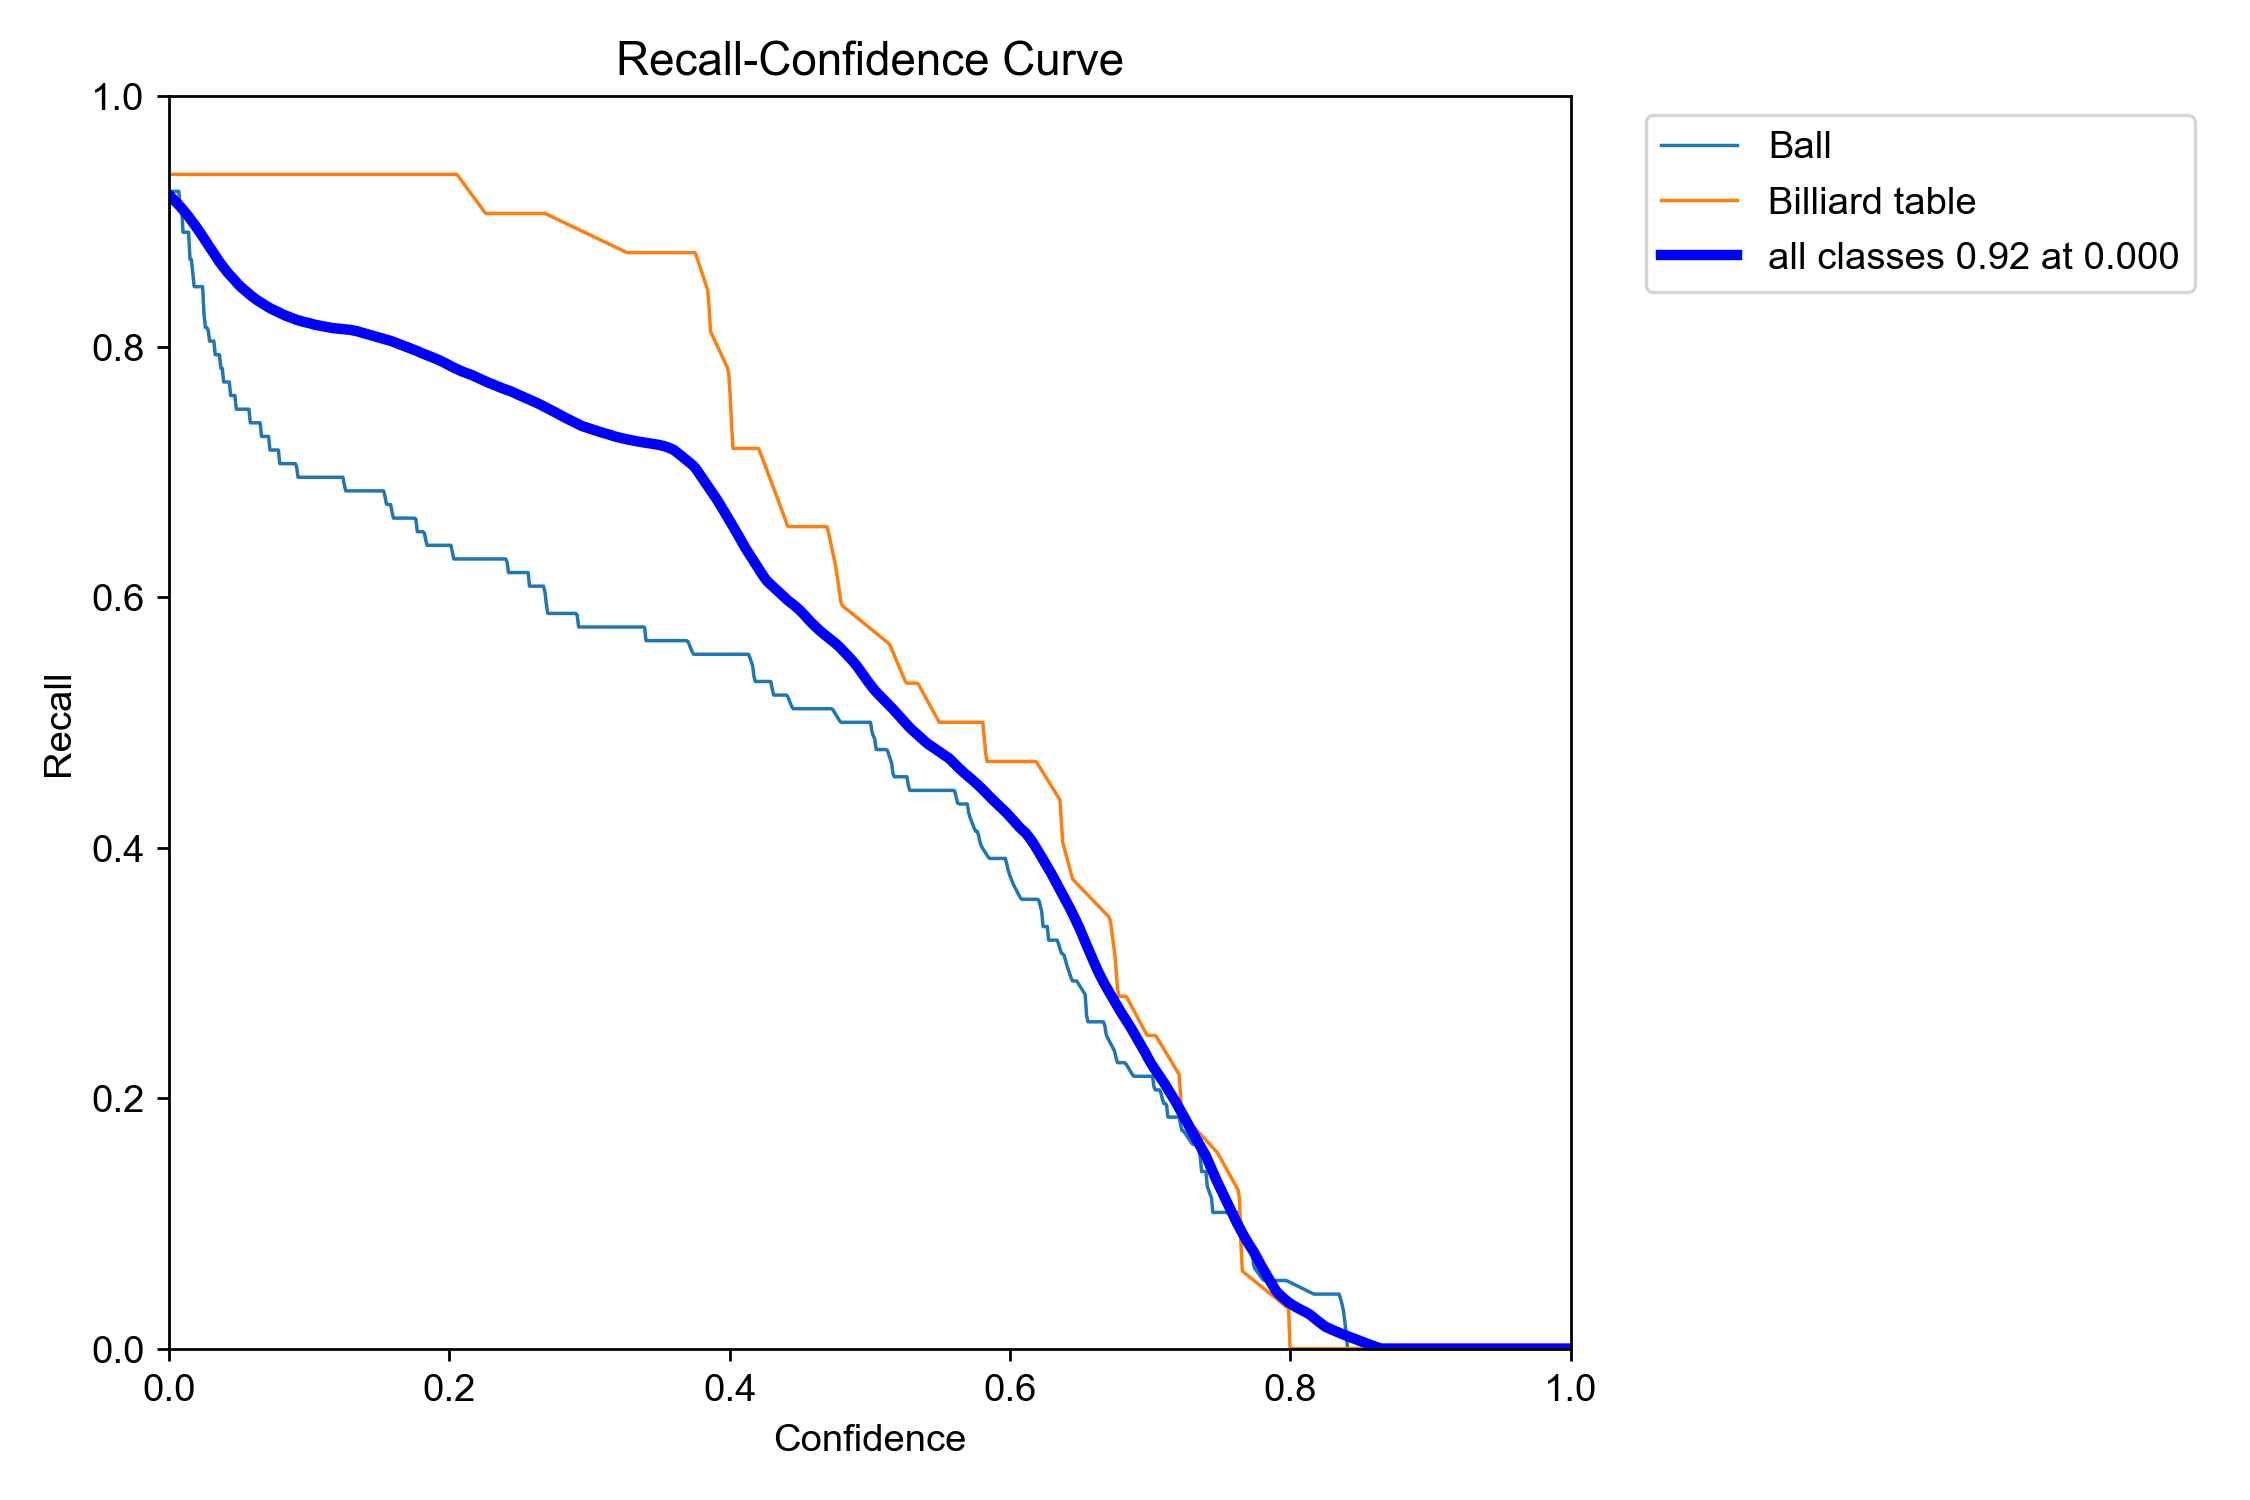 Recall-Confidence Curve
1.0
0.8
0.6
0.4
0.2
0.0
Recall
0.0 0.2 0.4 0.6 0.8 1.0
Confidence
Ball
Billiard table
all classes 0.92 at 0.000